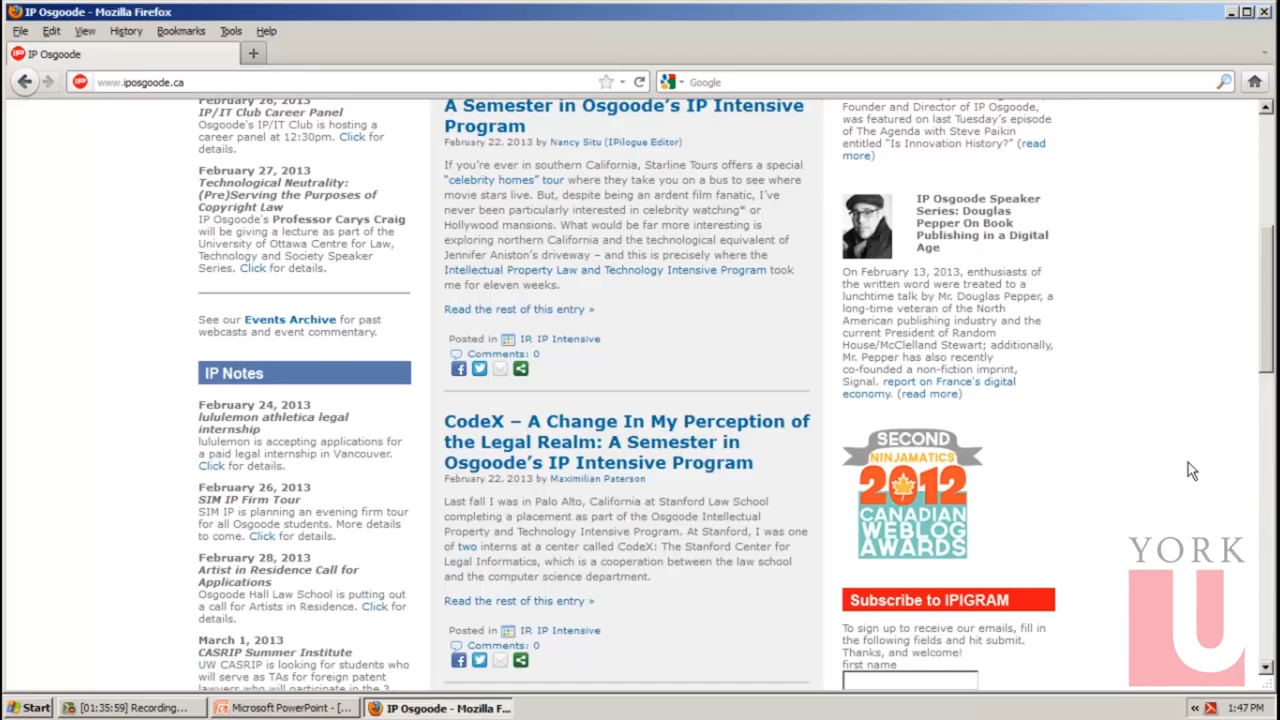 IP Osgoode - Mozilla Firefox
File Edit View History Bookmarks Tools Help
IP Osgoode
www.iposgoode.ca
Google
February 26, 2013
IP/IT Club Career Panel
Osgoode's IP/IT Club is hosting a
career panel at 12:30pm. Click for
details.
February 27, 2013
Technological Neutrality:
(Pre)Serving the Purposes of
Copyright Law
IP Osgoode's Professor Carys Craig
will be giving a lecture as part of the
University of Ottawa Centre for Law,
Technology and Society Speaker
Series. Click for details.
See our Events Archive for past
webcasts and event commentary.
IP Notes
February 24, 2013
lululemon athletica legal
internship
lululemon is accepting applications for
a paid legal internship in Vancouver.
Click for details.
February 26, 2013
SIM IP Firm Tour
SIM IP is planning an evening firm tour
for all Osgoode students. More details
to come. Click for details.
February 28, 2013
Artist in Residence Call for
Applications
Osgoode Hall Law School is putting out
a call for Artists in Residence. Click for
details.
March 1, 2013
CASRIP Summer Institute
UW CASRIP is looking for students who
will serve as TAs for foreign patent
lawyers who will participate in the 3
A Semester in Osgoode's IP Intensive
Program
February 22, 2013 by Nancy Situ (IPilogue Editor)
If you're ever in southern California, Starline Tours offers a special
"celebrity homes" tour where they take you on a bus to see where
movie stars live. But, despite being an ardent film fanatic, I've
never been particularly interested in celebrity watching* or
Hollywood mansions. What would be far more interesting is
exploring northern California and the technological equivalent of
Jennifer Aniston's driveway – and this is precisely where the
Intellectual Property Law and Technology Intensive Program took
me for eleven weeks.
Read the rest of this entry »
Posted in IP, IP Intensive
Comments: 0
CodeX – A Change In My Perception of
the Legal Realm: A Semester in
Osgoode's IP Intensive Program
February 22, 2013 by Maximilian Paterson
Last fall I was in Palo Alto, California at Stanford Law School
completing a placement as part of the Osgoode Intellectual
Property and Technology Intensive Program. At Stanford, I was one
of two interns at a center called CodeX: The Stanford Center for
Legal Informatics, which is a cooperation between the law school
and the computer science department.
Read the rest of this entry »
Posted in IP, IP Intensive
Comments: 0
Founder and Director of IP Osgoode,
was featured on last Tuesday's episode
of The Agenda with Steve Paikin
entitled "Is Innovation History?" (read
more)
IP Osgoode Speaker
Series: Douglas
Pepper On Book
Publishing in a Digital
Age
On February 13, 2013, enthusiasts of
the written word were treated to a
lunchtime talk by Mr. Douglas Pepper, a
long-time veteran of the North
American publishing industry and the
current President of Random
House/McClelland Stewart; additionally,
Mr. Pepper has also recently
co-founded a non-fiction imprint,
Signal. report on France's digital
economy. (read more)
SECOND
NINJAMATICS
2012
CANADIAN
WEBLOG
AWARDS
Subscribe to IPIGRAM
To sign up to receive our emails, fill in
the following fields and hit submit.
Thanks, and welcome!
first name
YORK
U
Start
[01:35:59] Recording...
Microsoft PowerPoint - [...
IP Osgoode - Mozilla F...
1:47 PM